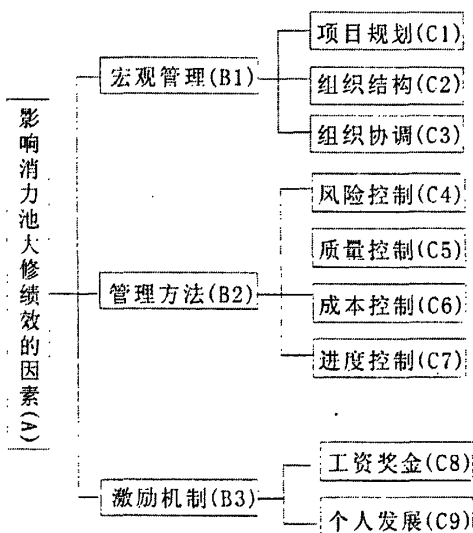 影响消力池大修绩效的因素(A)
宏观管理(B1)
项目规划(C1)
组织结构(C2)
组织协调(C3)
管理方法(B2)
风险控制(C4)
质量控制(C5)
成本控制(C6)
进度控制(C7)
激励机制(B3)
工资奖金(C8)
个人发展(C9)